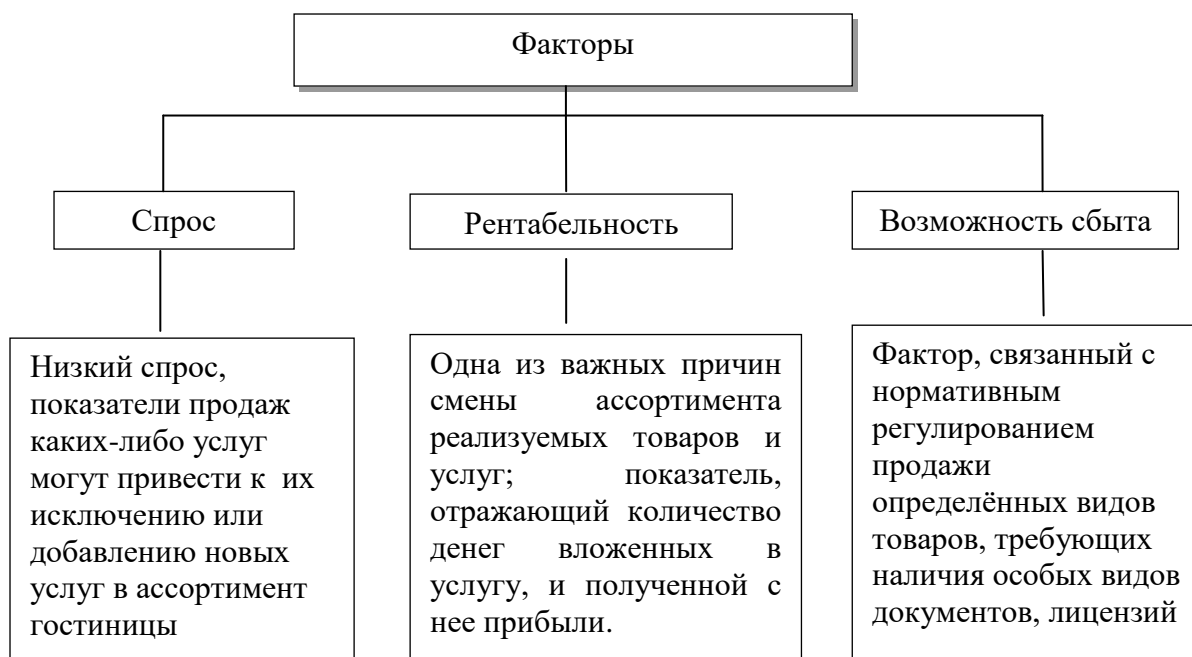 Факторы
Спрос
Рентабельность
Возможность сбыта
Низкий спрос,
показатели продаж
каких-либо услуг
могут привести к  их
исключению или
добавлению новых
услуг в ассортимент
гостиницы
Одна из важных причин
смены ассортимента
реализуемых товаров и
услуг; показатель,
отражающий количество
денег вложенных в
услугу, и полученной с
нее прибыли.
Фактор, связанный с
нормативным
регулированием
продажи
определённых видов
товаров, требующих
наличия особых видов
документов, лицензий